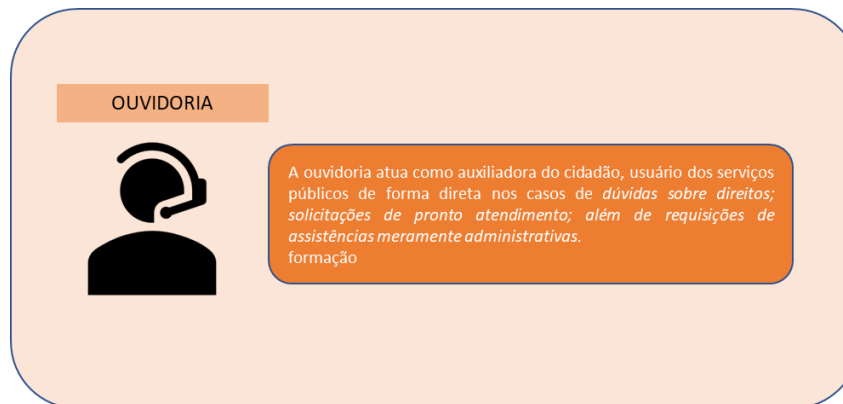 OUVIDORIA
A ouvidoria atua como auxiliadora do cidadão, usuário dos serviços
públicos de forma direta nos casos de dúvidas sobre direitos;
solicitações de pronto atendimento; além de requisições de
assistências meramente administrativas.
formação